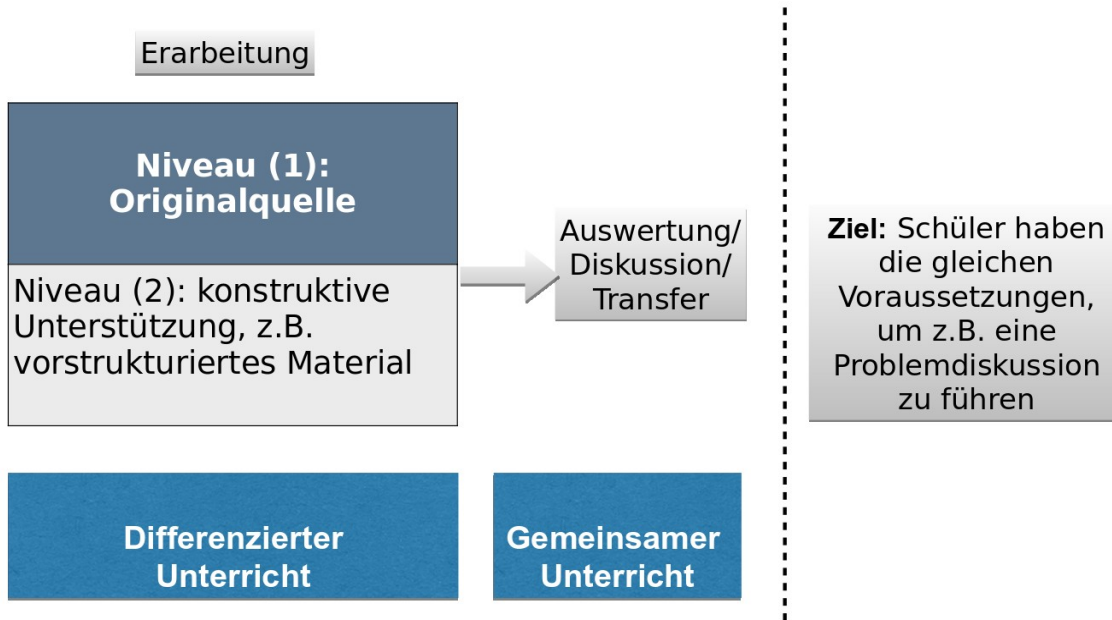 Erarbeitung
Niveau (1):
Originalquelle
Niveau (2): konstruktive
Unterstützung, z.B.
vorstrukturiertes Material
Auswertung/
Diskussion/
Transfer
Ziel: Schüler haben
die gleichen
Voraussetzungen,
um z.B. eine
Problemdiskussion
zu führen
Differenzierter
Unterricht
Gemeinsamer
Unterricht